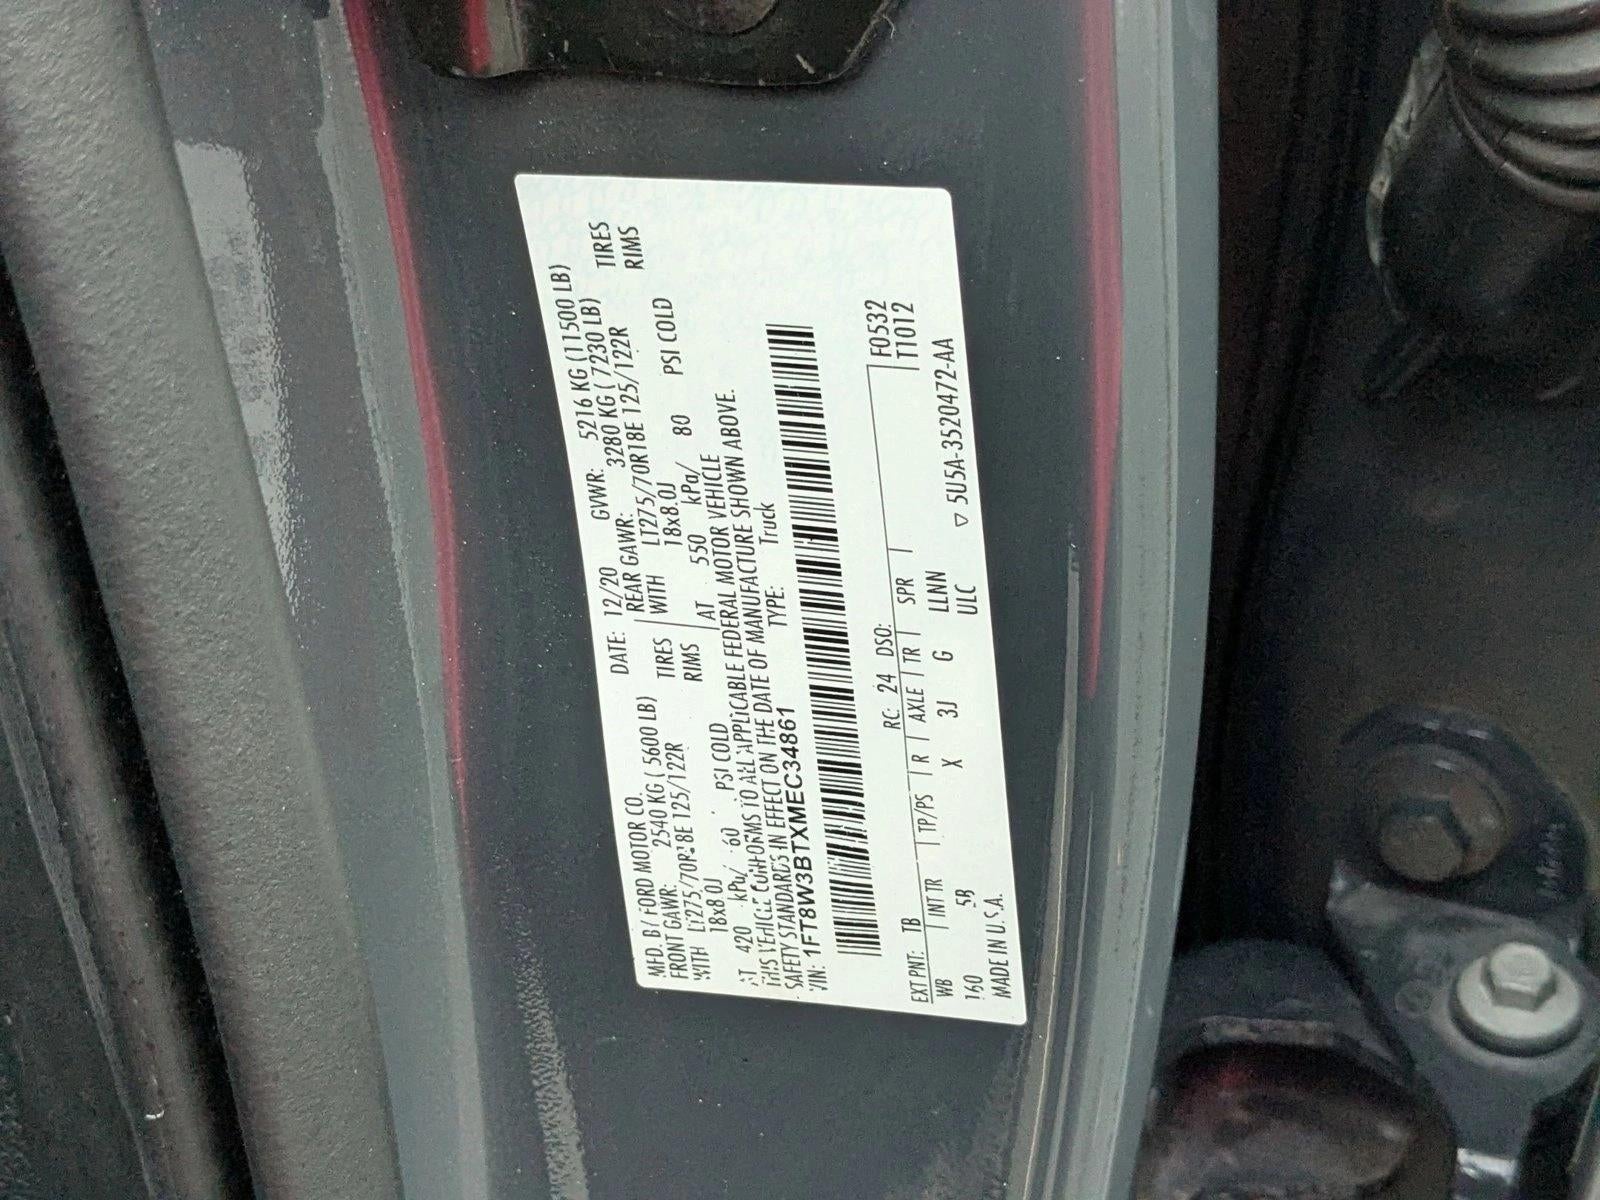 MFD. BY FORD MOTOR CO.
DATE: 12/20 GVWR: 5216 KG (11500 LB)
FRONT GAWR: 2540 KG ( 5600 LB) REAR GAWR: 3280 KG ( 7230 LB)
WITH LT275/70R18E 125/122R TIRES WITH LT275/70R18E 125/122R TIRES
18x8.0J RIMS 18x8.0J RIMS
AT 420 kPa/ 60 PSI COLD AT 550 kPa/ 80 PSI COLD
THIS VEHICLE CONFORMS TO ALL APPLICABLE FEDERAL MOTOR VEHICLE
SAFETY STANDARDS IN EFFECT ON THE DATE OF MANUFACTURE SHOWN ABOVE.
VIN: 1FT8W3BTXMEC34861 TYPE: Truck
F0532
T1012
EXT PNT: TB RC: 24 DSO:
WB INT TR TP/PS R AXLE TR SPR
160 5B X 3J G LLNN
MADE IN U.S.A. ULC ▽ 5U5A-3520472-AA